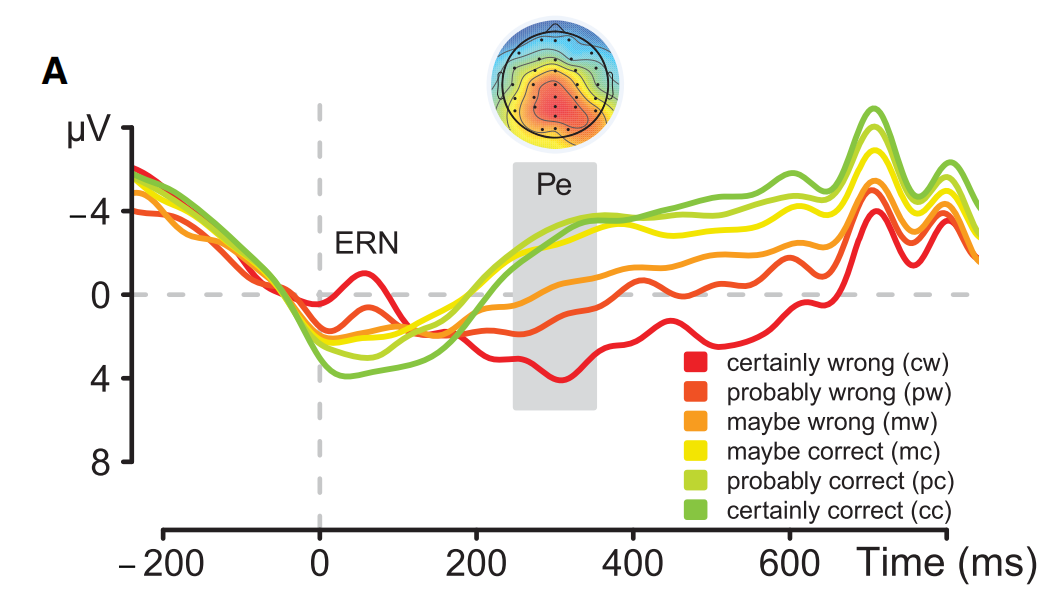 A
μV
Pe
−4
ERN
0
4
8
certainly wrong (cw)
probably wrong (pw)
maybe wrong (mw)
maybe correct (mc)
probably correct (pc)
certainly correct (cc)
−200 0 200 400 600 Time (ms)